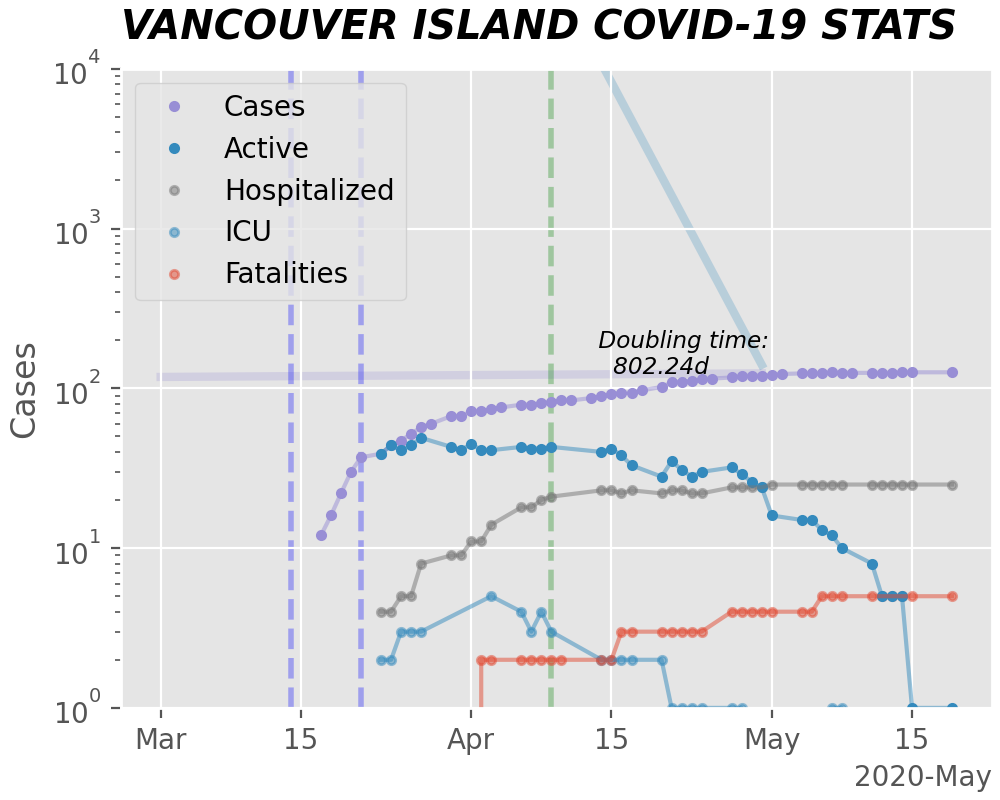 VANCOUVER ISLAND COVID-19 STATS
10^4
10^3
10^2
10^1
10^0
Cases
Cases
Active
Hospitalized
ICU
Fatalities
Doubling time:
802.24d
Mar 15 Apr 15 May 15
2020-May